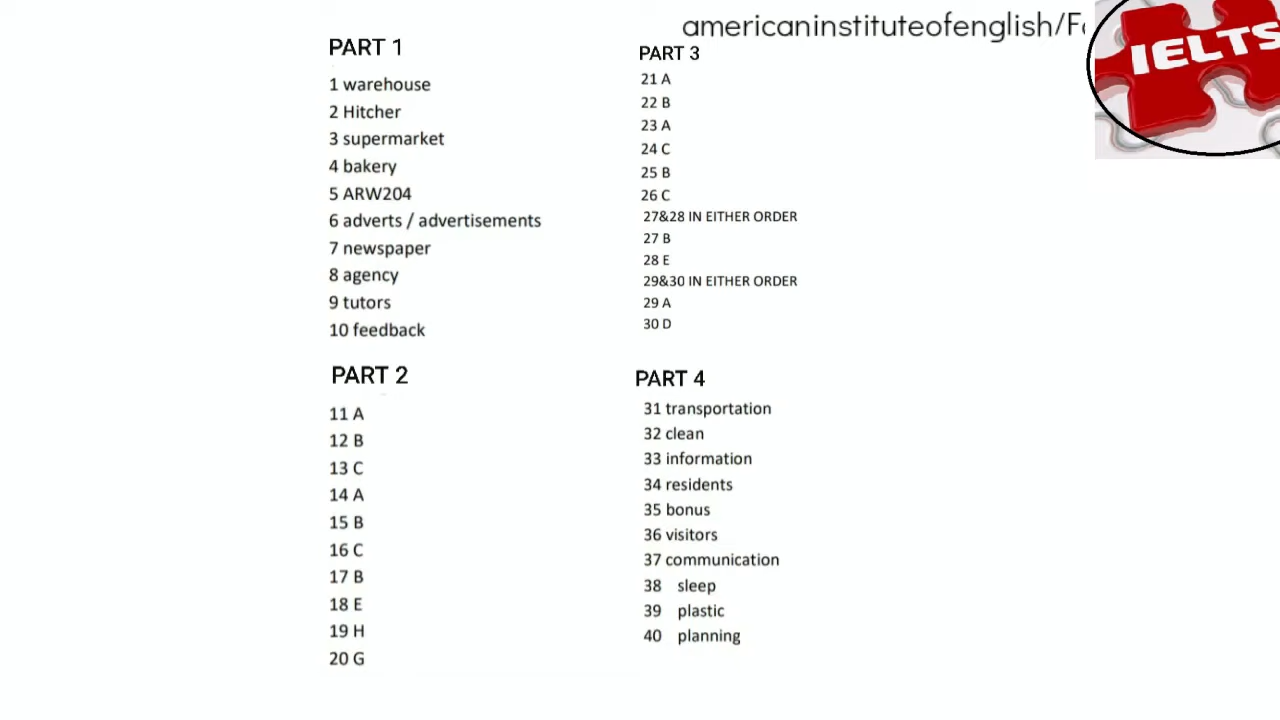 americaninstituteofenglish/F
IELTS
PART 1
1 warehouse
2 Hitcher
3 supermarket
4 bakery
5 ARW204
6 adverts / advertisements
7 newspaper
8 agency
9 tutors
10 feedback
PART 2
11 A
12 B
13 C
14 A
15 B
16 C
17 B
18 E
19 H
20 G
PART 3
21 A
22 B
23 A
24 C
25 B
26 C
27&28 IN EITHER ORDER
27 B
28 E
29&30 IN EITHER ORDER
29 A
30 D
PART 4
31 transportation
32 clean
33 information
34 residents
35 bonus
36 visitors
37 communication
38 sleep
39 plastic
40 planning